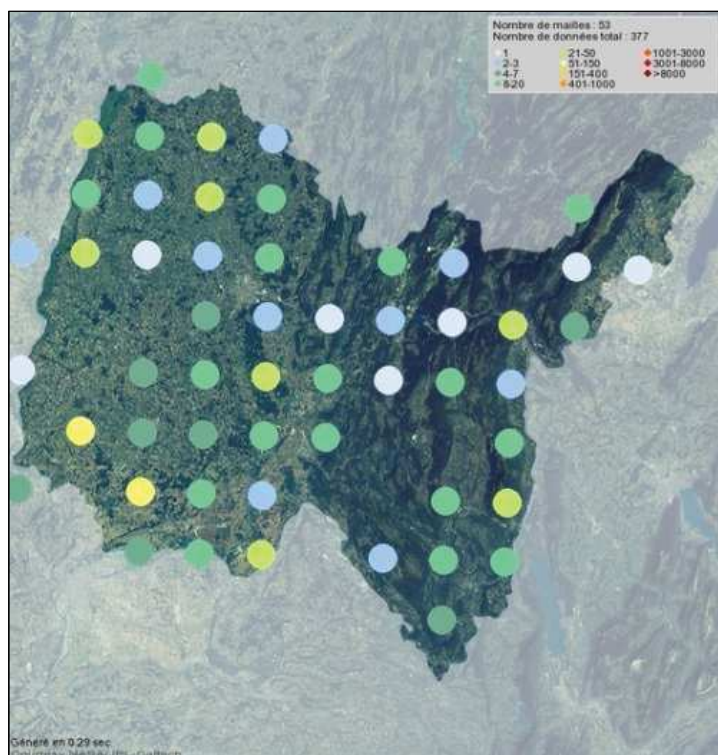 Nombre de mailles : 53
Nombre de données total : 377
1 21-50 1001-3000
2-3 51-150 3001-8000
4-7 151-400 >8000
8-20 401-1000
Généré en 0.29 sec